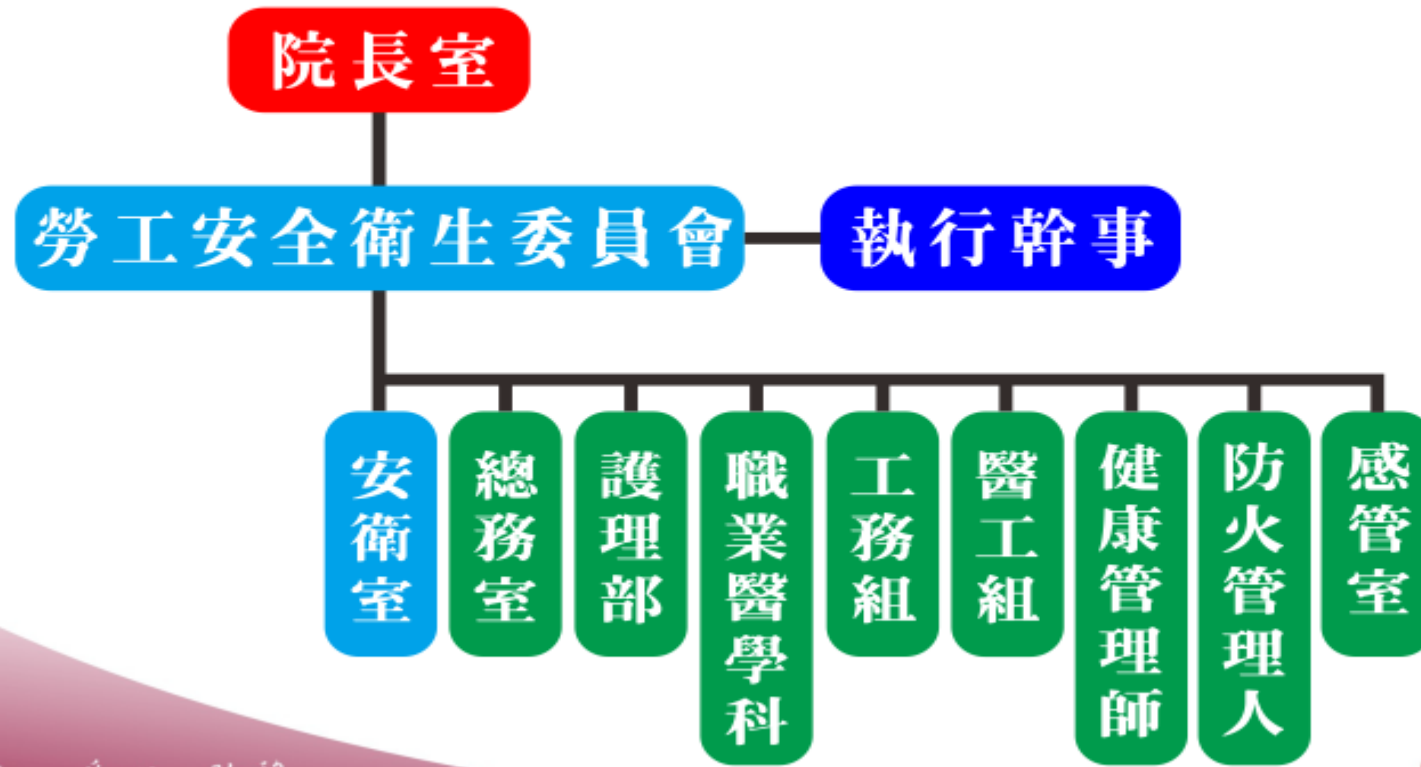 院長室
勞工安全衛生委員會
執行幹事
安衛室
總務室
護理部
職業醫學科
工務組
醫工組
健康管理師
防火管理人
感管室